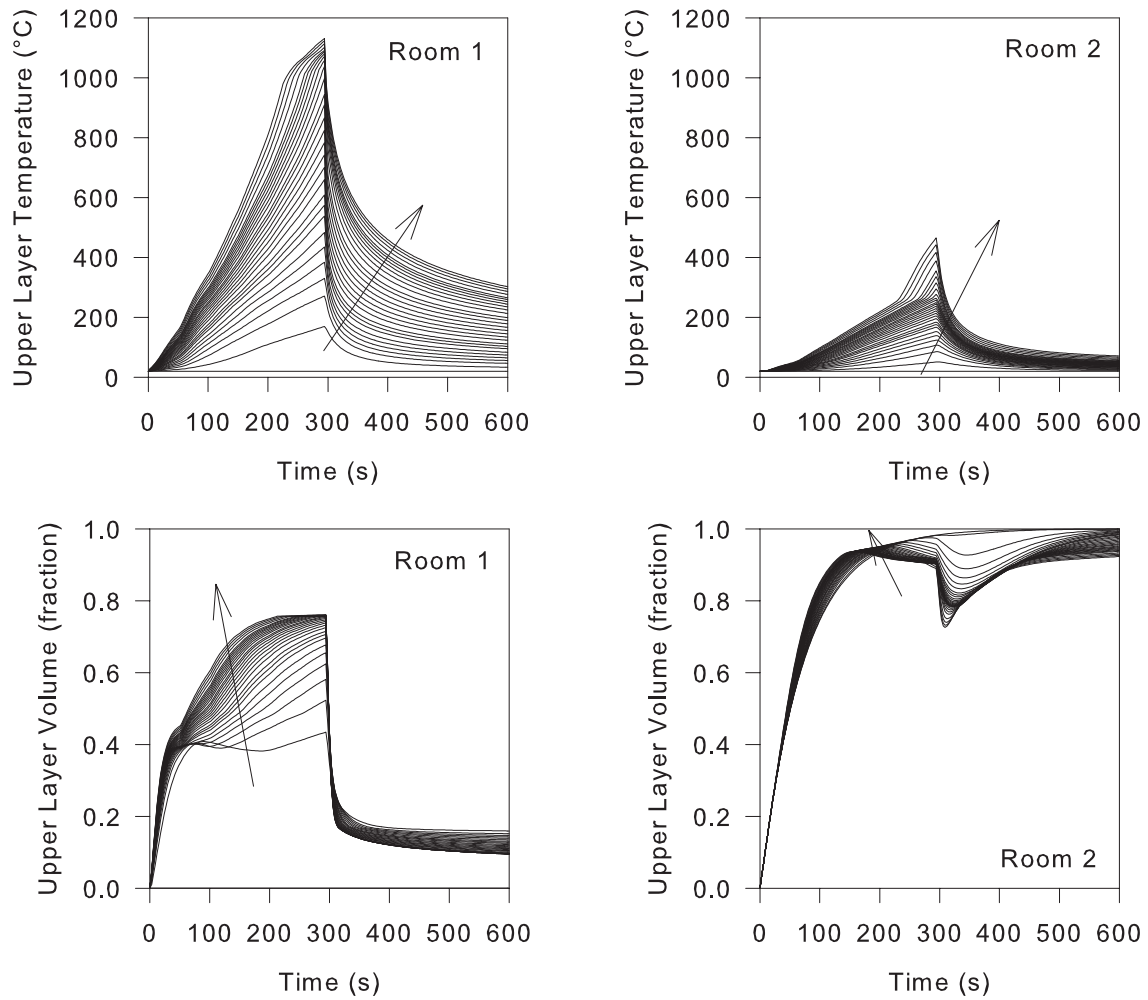 Upper Layer Temperature (°C)
1200
1000
800
600
400
200
0
Room 1
0 100 200 300 400 500 600
Time (s)
Upper Layer Temperature (°C)
1200
1000
800
600
400
200
0
Room 2
0 100 200 300 400 500 600
Time (s)
Upper Layer Volume (fraction)
1.0
0.8
0.6
0.4
0.2
0.0
Room 1
0 100 200 300 400 500 600
Time (s)
Upper Layer Volume (fraction)
1.0
0.8
0.6
0.4
0.2
0.0
Room 2
0 100 200 300 400 500 600
Time (s)